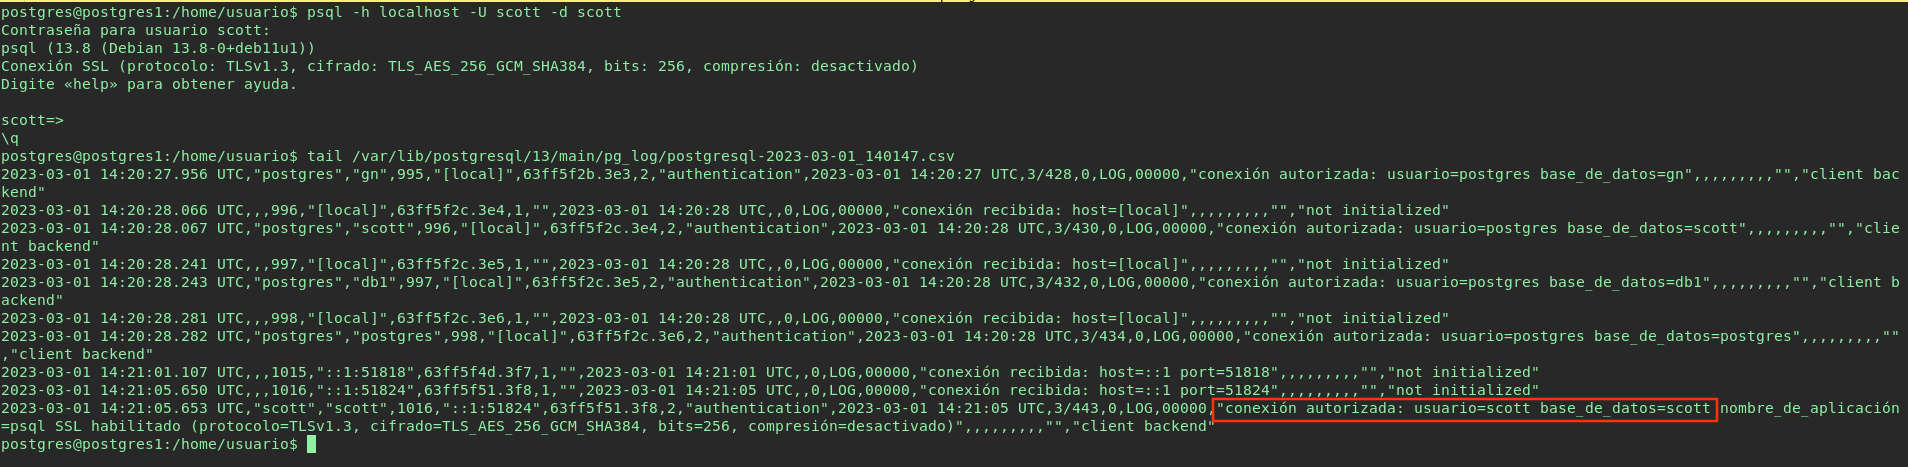 postgres@postgres1:/home/usuario$ psql -h localhost -U scott -d scott
Contraseña para usuario scott:
psql (13.8 (Debian 13.8-0+deb11u1))
Conexión SSL (protocolo: TLSv1.3, cifrado: TLS_AES_256_GCM_SHA384, bits: 256, compresión: desactivado)
Digite «help» para obtener ayuda.
scott=>
\q
postgres@postgres1:/home/usuario$ tail /var/lib/postgresql/13/main/pg_log/postgresql-2023-03-01_140147.csv
2023-03-01 14:20:27.956 UTC,"postgres","gn",995,"[local]",63ff5f2b.3e3,2,"authentication",2023-03-01 14:20:27 UTC,3/428,0,LOG,00000,"conexión autorizada: usuario=postgres base_de_datos=gn",,,,,,,,,"","client bac
kend"
2023-03-01 14:20:28.066 UTC,,,996,"[local]",63ff5f2c.3e4,1,"",2023-03-01 14:20:28 UTC,,0,LOG,00000,"conexión recibida: host=[local]",,,,,,,,,"","not initialized"
2023-03-01 14:20:28.067 UTC,"postgres","scott",996,"[local]",63ff5f2c.3e4,2,"authentication",2023-03-01 14:20:28 UTC,3/430,0,LOG,00000,"conexión autorizada: usuario=postgres base_de_datos=scott",,,,,,,,,"","clie
nt backend"
2023-03-01 14:20:28.241 UTC,,,997,"[local]",63ff5f2c.3e5,1,"",2023-03-01 14:20:28 UTC,,0,LOG,00000,"conexión recibida: host=[local]",,,,,,,,,"","not initialized"
2023-03-01 14:20:28.243 UTC,"postgres","db1",997,"[local]",63ff5f2c.3e5,2,"authentication",2023-03-01 14:20:28 UTC,3/432,0,LOG,00000,"conexión autorizada: usuario=postgres base_de_datos=db1",,,,,,,,,"","client b
ackend"
2023-03-01 14:20:28.281 UTC,,,998,"[local]",63ff5f2c.3e6,1,"",2023-03-01 14:20:28 UTC,,0,LOG,00000,"conexión recibida: host=[local]",,,,,,,,,"","not initialized"
2023-03-01 14:20:28.282 UTC,"postgres","postgres",998,"[local]",63ff5f2c.3e6,2,"authentication",2023-03-01 14:20:28 UTC,3/434,0,LOG,00000,"conexión autorizada: usuario=postgres base_de_datos=postgres",,,,,,,,,""
,"client backend"
2023-03-01 14:21:01.107 UTC,,,1015,"::1:51818",63ff5f4d.3f7,1,"",2023-03-01 14:21:01 UTC,,0,LOG,00000,"conexión recibida: host=::1 port=51818",,,,,,,,,"","not initialized"
2023-03-01 14:21:05.650 UTC,,,1016,"::1:51824",63ff5f51.3f8,1,"",2023-03-01 14:21:05 UTC,,0,LOG,00000,"conexión recibida: host=::1 port=51824",,,,,,,,,"","not initialized"
2023-03-01 14:21:05.653 UTC,"scott","scott",1016,"::1:51824",63ff5f51.3f8,2,"authentication",2023-03-01 14:21:05 UTC,3/443,0,LOG,00000,"conexión autorizada: usuario=scott base_de_datos=scott nombre_de_aplicación
=psql SSL habilitado (protocolo=TLSv1.3, cifrado=TLS_AES_256_GCM_SHA384, bits=256, compresión=desactivado)",,,,,,,,,"","client backend"
postgres@postgres1:/home/usuario$